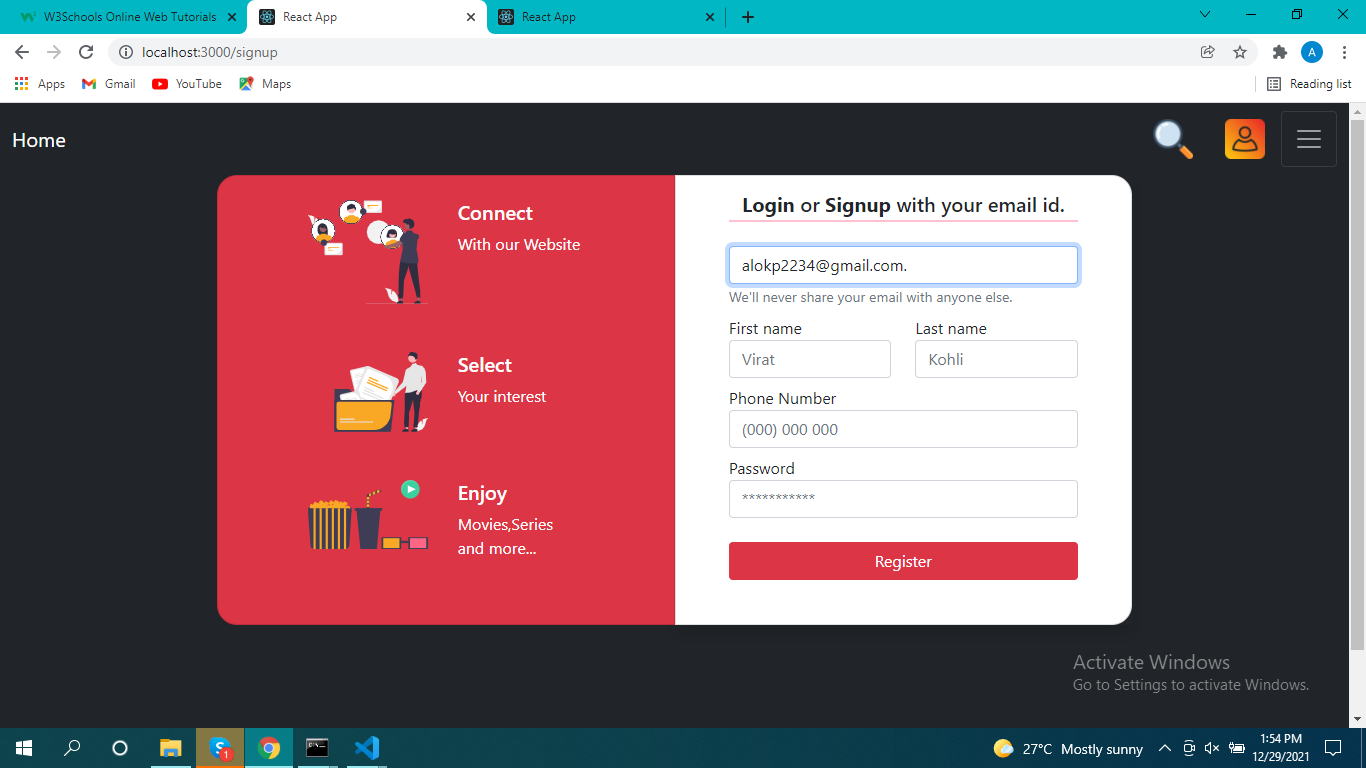 W3Schools Online Web Tutorials
React App
React App
localhost:3000/signup
A
Apps
Gmail
YouTube
Maps
Reading list
Home
Connect
With our Website
Select
Your interest
Enjoy
Movies,Series
and more...
Login or Signup with your email id.
alokp2234@gmail.com.
We'll never share your email with anyone else.
First name
Last name
Virat
Kohli
Phone Number
(000) 000 000
Password
***********
Register
Activate Windows
Go to Settings to activate Windows.
S
1
27°C Mostly sunny
1:54 PM
12/29/2021